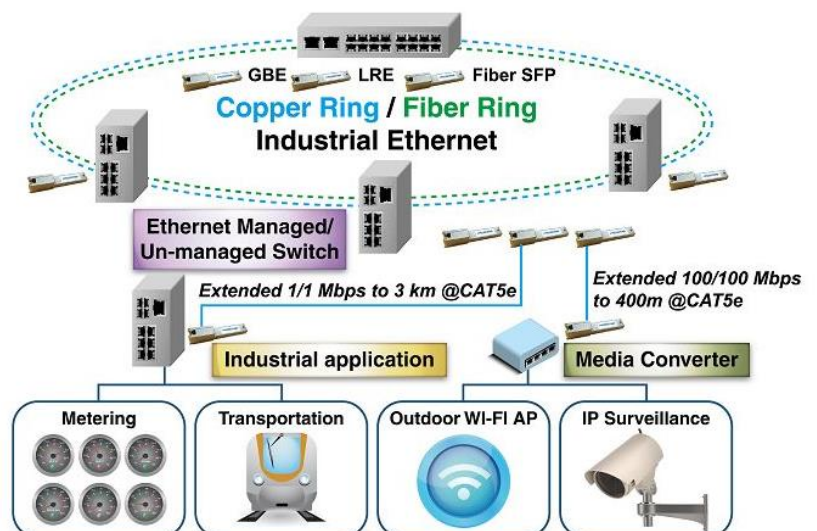 GBE LRE Fiber SFP
Copper Ring / Fiber Ring
Industrial Ethernet
Ethernet Managed/
Un-managed Switch
Extended 1/1 Mbps to 3 km @CAT5e
Extended 100/100 Mbps
to 400m @CAT5e
Industrial application
Media Converter
Metering
Transportation
Outdoor WI-FI AP
IP Surveillance